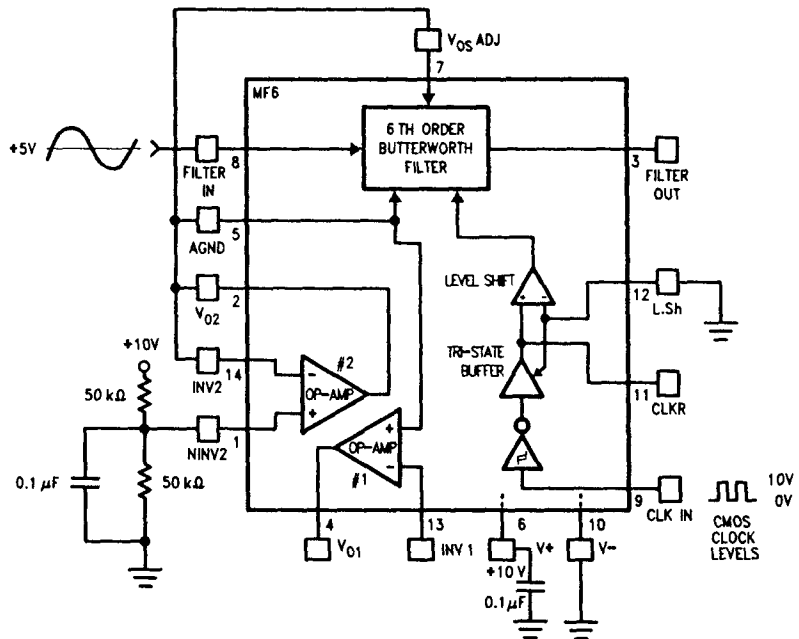 V_OS ADJ
7
MF6
6 TH ORDER
BUTTERWORTH
FILTER
+5V
8
FILTER
IN
3
FILTER
OUT
5
AGND
LEVEL SHIFT
+ -
12
L.Sh
2
V_O2
TRI-STATE
BUFFER
+10V
14
INV2
#2
- OP-AMP +
11
CLKR
50 kΩ
1
NINV2
+ OP-AMP -
#1
0.1 μF
50 kΩ
9
CLK IN
10V
0V
CMOS
CLOCK
LEVELS
4
V_O1
13
INV 1
6
V+
10
V-
+10 V
0.1μF